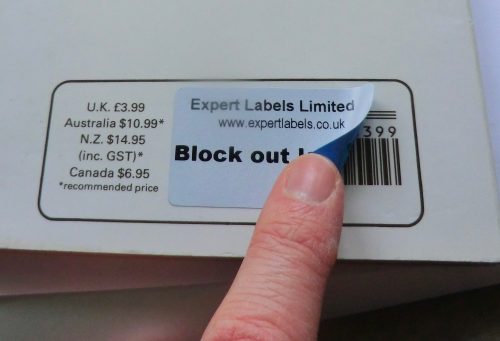 U.K. £3.99
Australia $10.99*
N.Z. $14.95
(inc. GST)*
Canada $6.95
*recommended price
Expert Labels Limited
www.expertlabels.co.uk
Block out
399